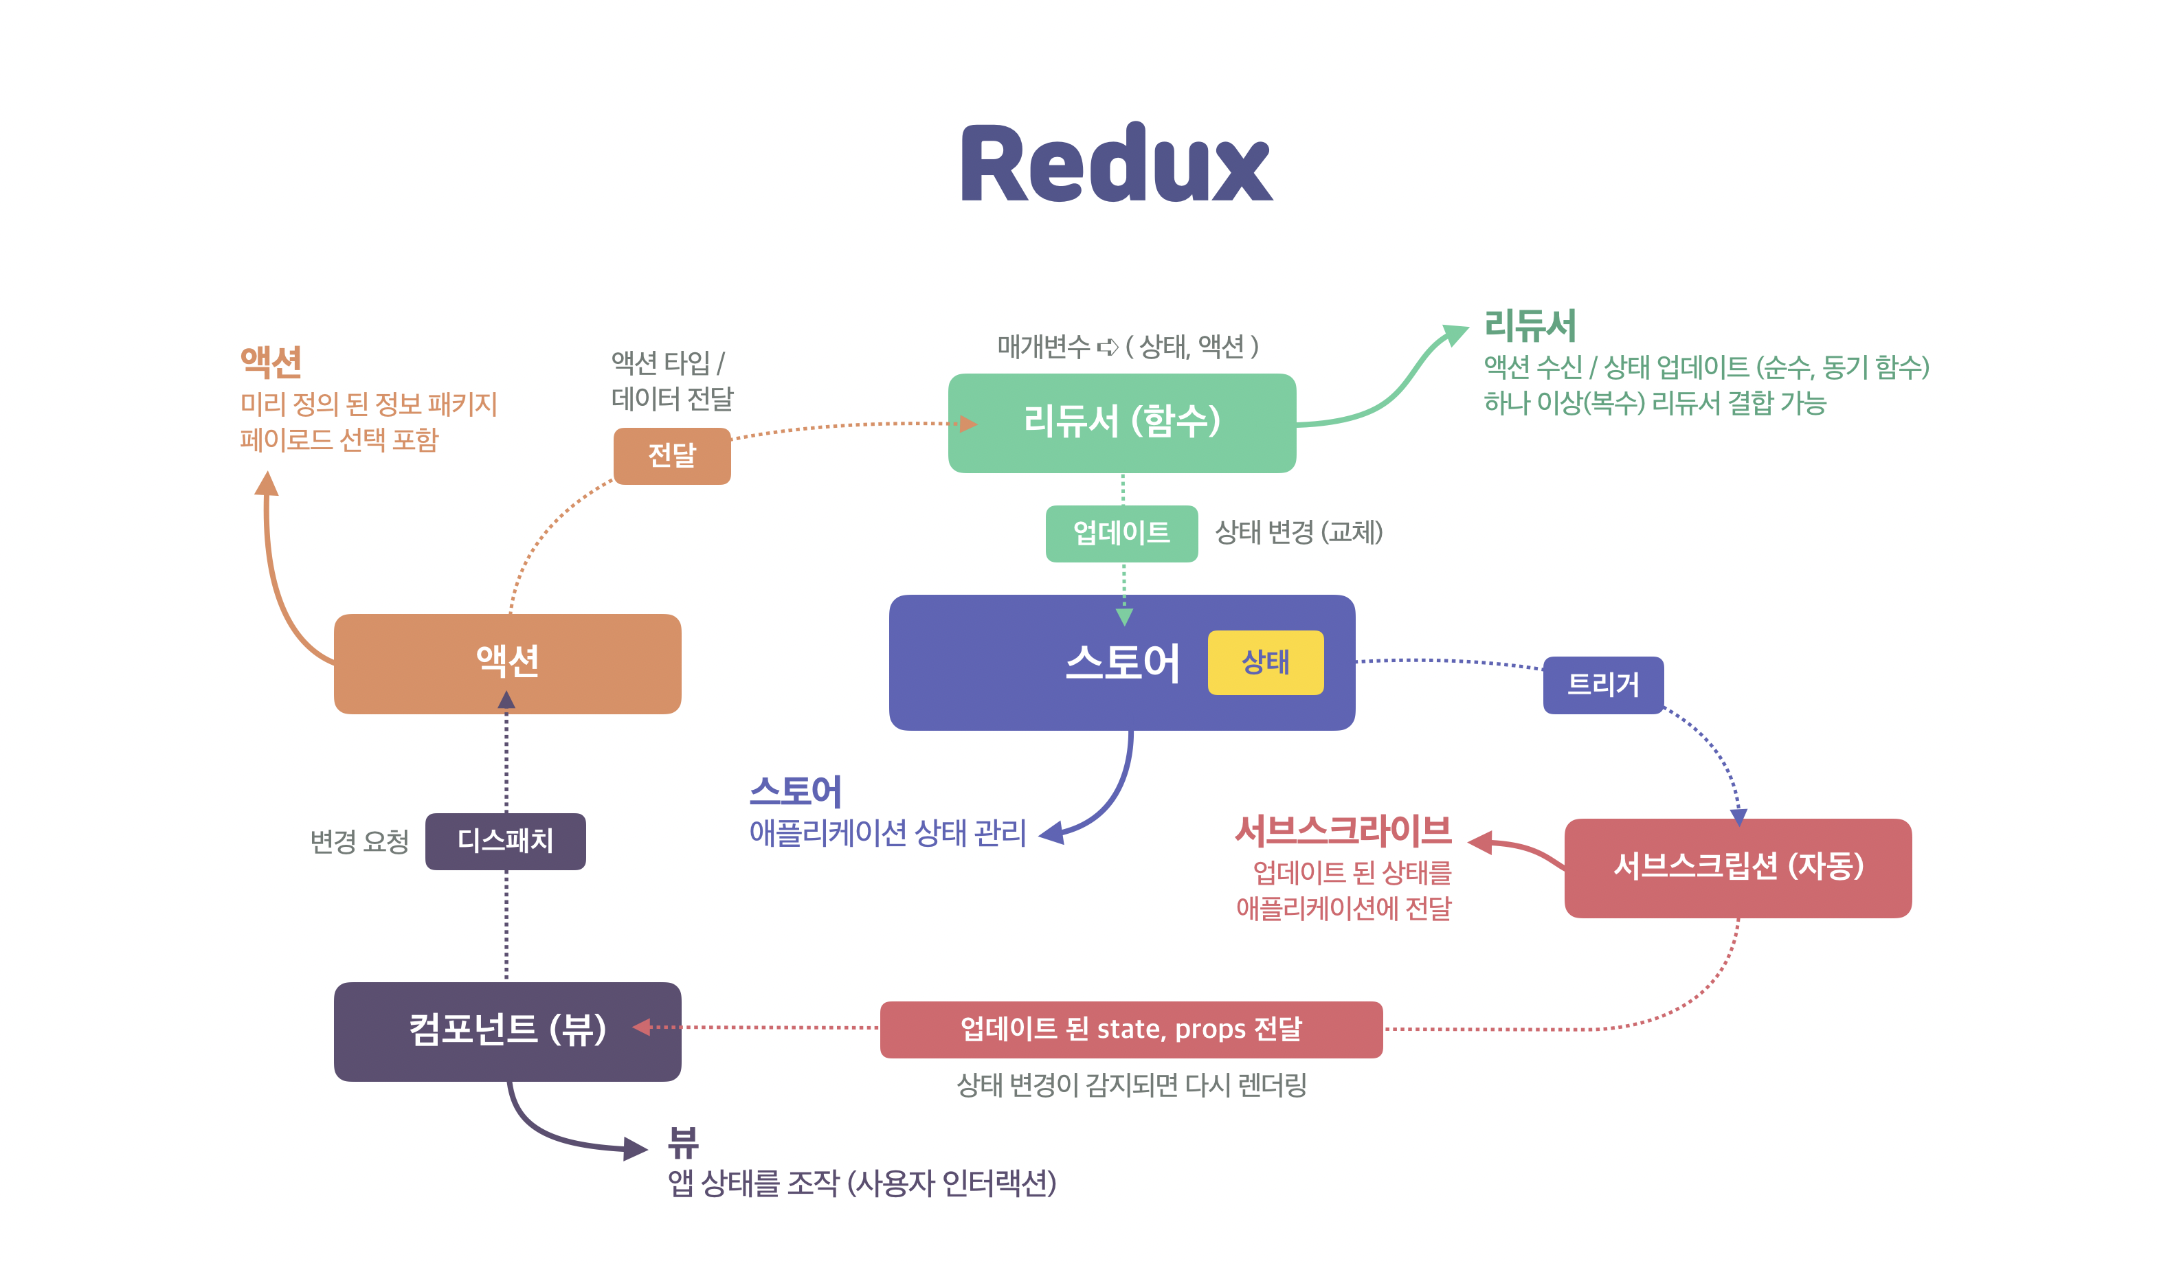 Redux
액션
미리 정의 된 정보 패키지
페이로드 선택 포함
액션 타입 /
데이터 전달
전달
매개변수 ➪ ( 상태, 액션 )
리듀서 (함수)
리듀서
액션 수신 / 상태 업데이트 (순수, 동기 함수)
하나 이상(복수) 리듀서 결합 가능
업데이트
상태 변경 (교체)
액션
스토어
상태
트리거
스토어
애플리케이션 상태 관리
변경 요청
디스패치
서브스크라이브
업데이트 된 상태를
애플리케이션에 전달
서브스크립션 (자동)
컴포넌트 (뷰)
업데이트 된 state, props 전달
상태 변경이 감지되면 다시 렌더링
뷰
앱 상태를 조작 (사용자 인터랙션)